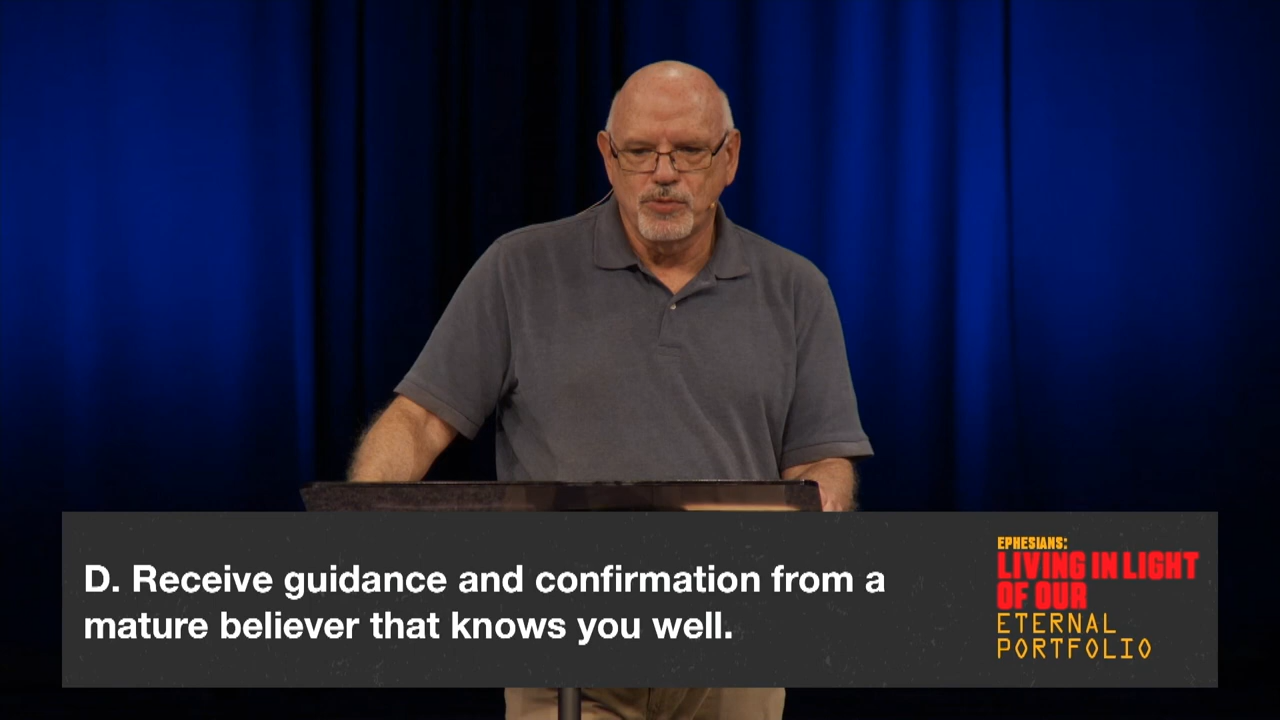 D. Receive guidance and confirmation from a
mature believer that knows you well.
EPHESIANS:
LIVING IN LIGHT
OF OUR
ETERNAL
PORTFOLIO